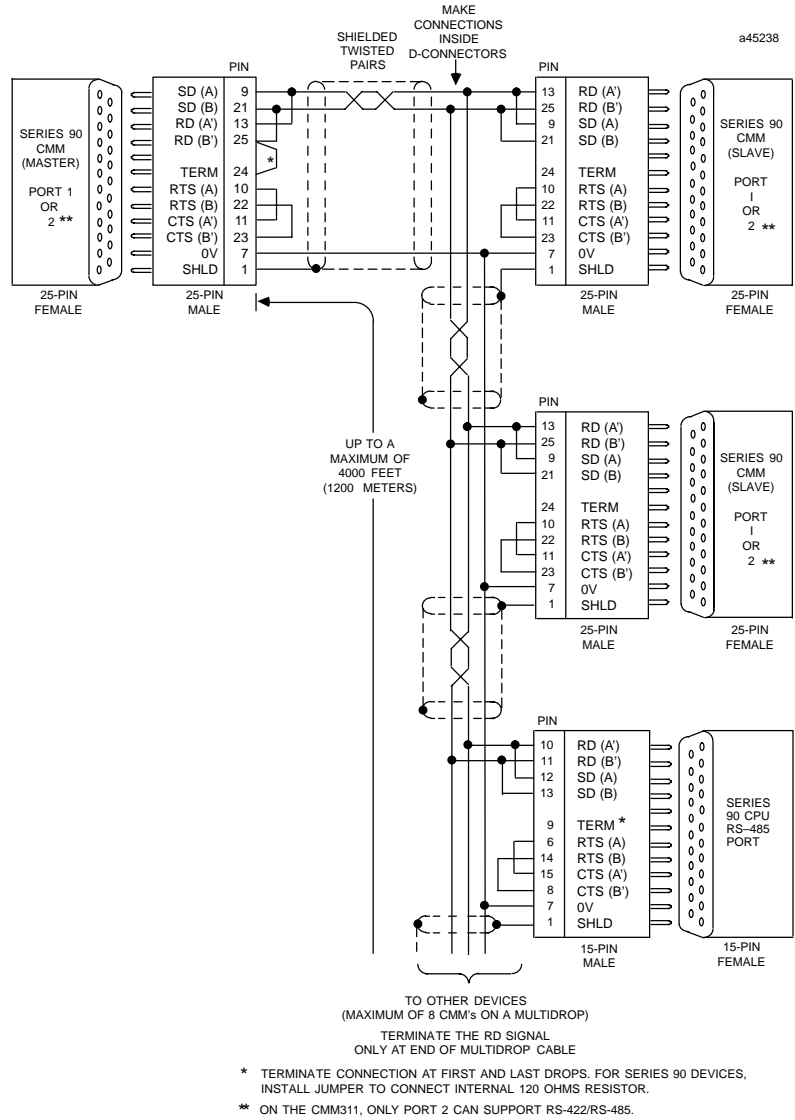 a45238
MAKE
CONNECTIONS
INSIDE
D-CONNECTORS
SHIELDED
TWISTED
PAIRS
SERIES 90
CMM
(MASTER)
PORT 1
OR
2 **
25-PIN
FEMALE
PIN
SD (A) 9
SD (B) 21
RD (A') 13
RD (B') 25
*
TERM 24
RTS (A) 10
RTS (B) 22
CTS (A') 11
CTS (B') 23
0V 7
SHLD 1
25-PIN
MALE
PIN
13 RD (A')
25 RD (B')
9 SD (A)
21 SD (B)
24 TERM
10 RTS (A)
22 RTS (B)
11 CTS (A')
23 CTS (B')
7 0V
1 SHLD
25-PIN
MALE
SERIES 90
CMM
(SLAVE)
PORT
I
OR
2 **
25-PIN
FEMALE
UP TO A
MAXIMUM OF
4000 FEET
(1200 METERS)
PIN
13 RD (A')
25 RD (B')
9 SD (A)
21 SD (B)
24 TERM
10 RTS (A)
22 RTS (B)
11 CTS (A')
23 CTS (B')
7 0V
1 SHLD
25-PIN
MALE
SERIES 90
CMM
(SLAVE)
PORT
I
OR
2 **
25-PIN
FEMALE
PIN
10 RD (A')
11 RD (B')
12 SD (A)
13 SD (B)
9 TERM *
6 RTS (A)
14 RTS (B)
15 CTS (A')
8 CTS (B')
7 0V
1 SHLD
15-PIN
MALE
SERIES
90 CPU
RS–485
PORT
15-PIN
FEMALE
TO OTHER DEVICES
(MAXIMUM OF 8 CMM's ON A MULTIDROP)
TERMINATE THE RD SIGNAL
ONLY AT END OF MULTIDROP CABLE
* TERMINATE CONNECTION AT FIRST AND LAST DROPS. FOR SERIES 90 DEVICES,
INSTALL JUMPER TO CONNECT INTERNAL 120 OHMS RESISTOR.
** ON THE CMM311, ONLY PORT 2 CAN SUPPORT RS-422/RS-485.